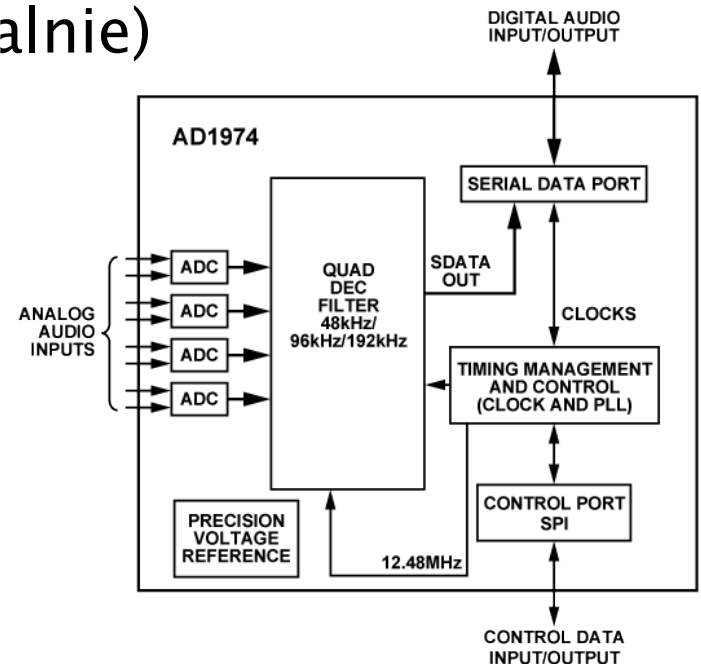 alnie)
DIGITAL AUDIO
INPUT/OUTPUT
AD1974
SERIAL DATA PORT
ADC
ADC
ADC
ADC
ANALOG
AUDIO
INPUTS
QUAD
DEC
FILTER
48kHz/
96kHz/192kHz
SDATA
OUT
CLOCKS
TIMING MANAGEMENT
AND CONTROL
(CLOCK AND PLL)
CONTROL PORT
SPI
PRECISION
VOLTAGE
REFERENCE
12.48MHz
CONTROL DATA
INPUT/OUTPUT